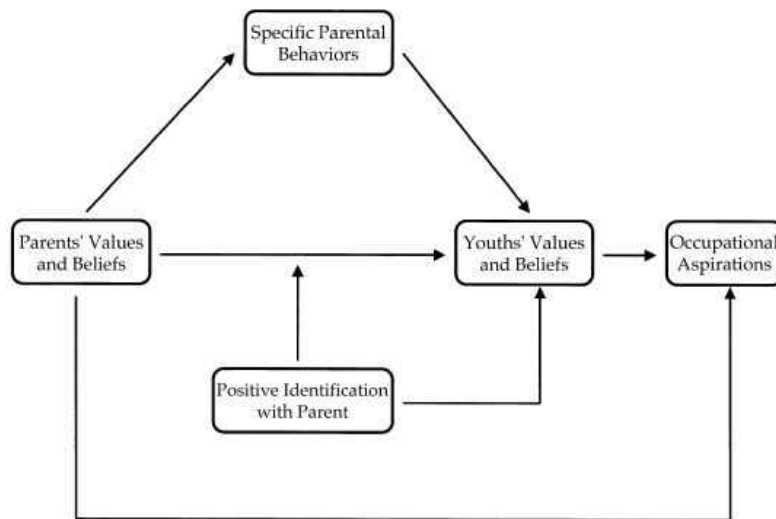 Specific Parental
Behaviors
Parents' Values
and Beliefs
Youths' Values
and Beliefs
Occupational
Aspirations
Positive Identification
with Parent